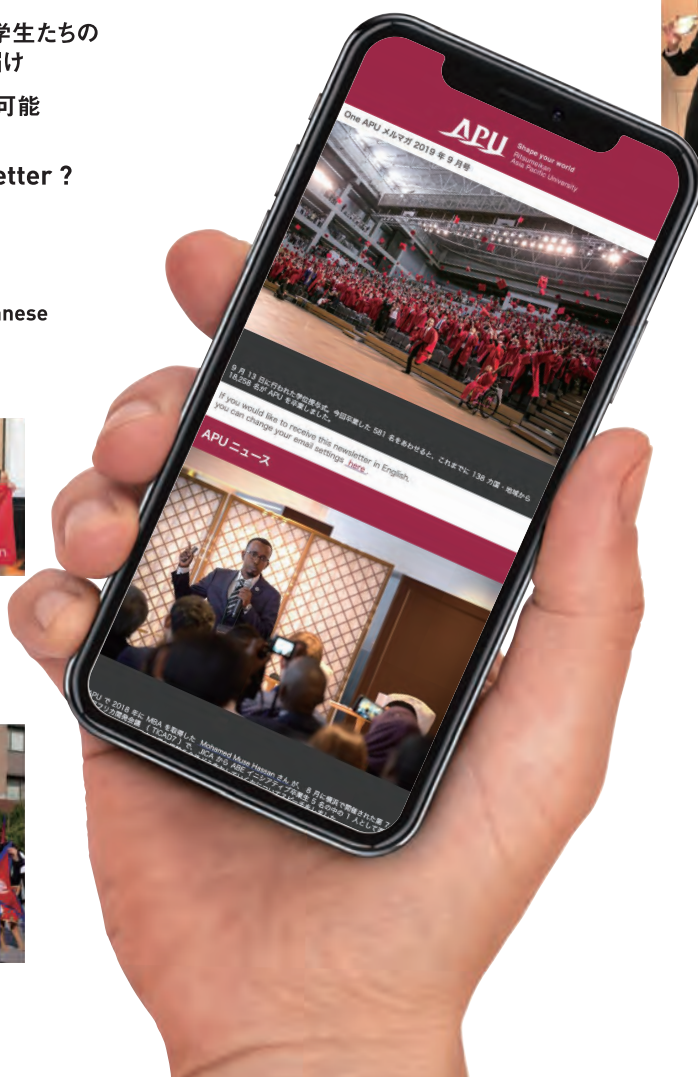 学生たちの
届け
可能
etter ?
anese
APU
Shape your world
Ritsumeikan
Asia Pacific University
One APU メルマガ 2019 年 9 月号
9 月 13 日に行われた学位授与式。今回卒業した 581 名をあわせると、これまでに 138 カ国・地域から
18,258 名が APU を卒業しました。
If you would like to receive this newsletter in English,
you can change your email settings here.
APU ニュース
APU で 2018 年に MBA を取得した Mohamed Muse Hassan さんが、8 月に横浜で開催された第 7
アフリカ開発会議 （ TICAD7 ）で、JICA から ABE イニシアティブ卒業生 5 名の中の 1 人として
n